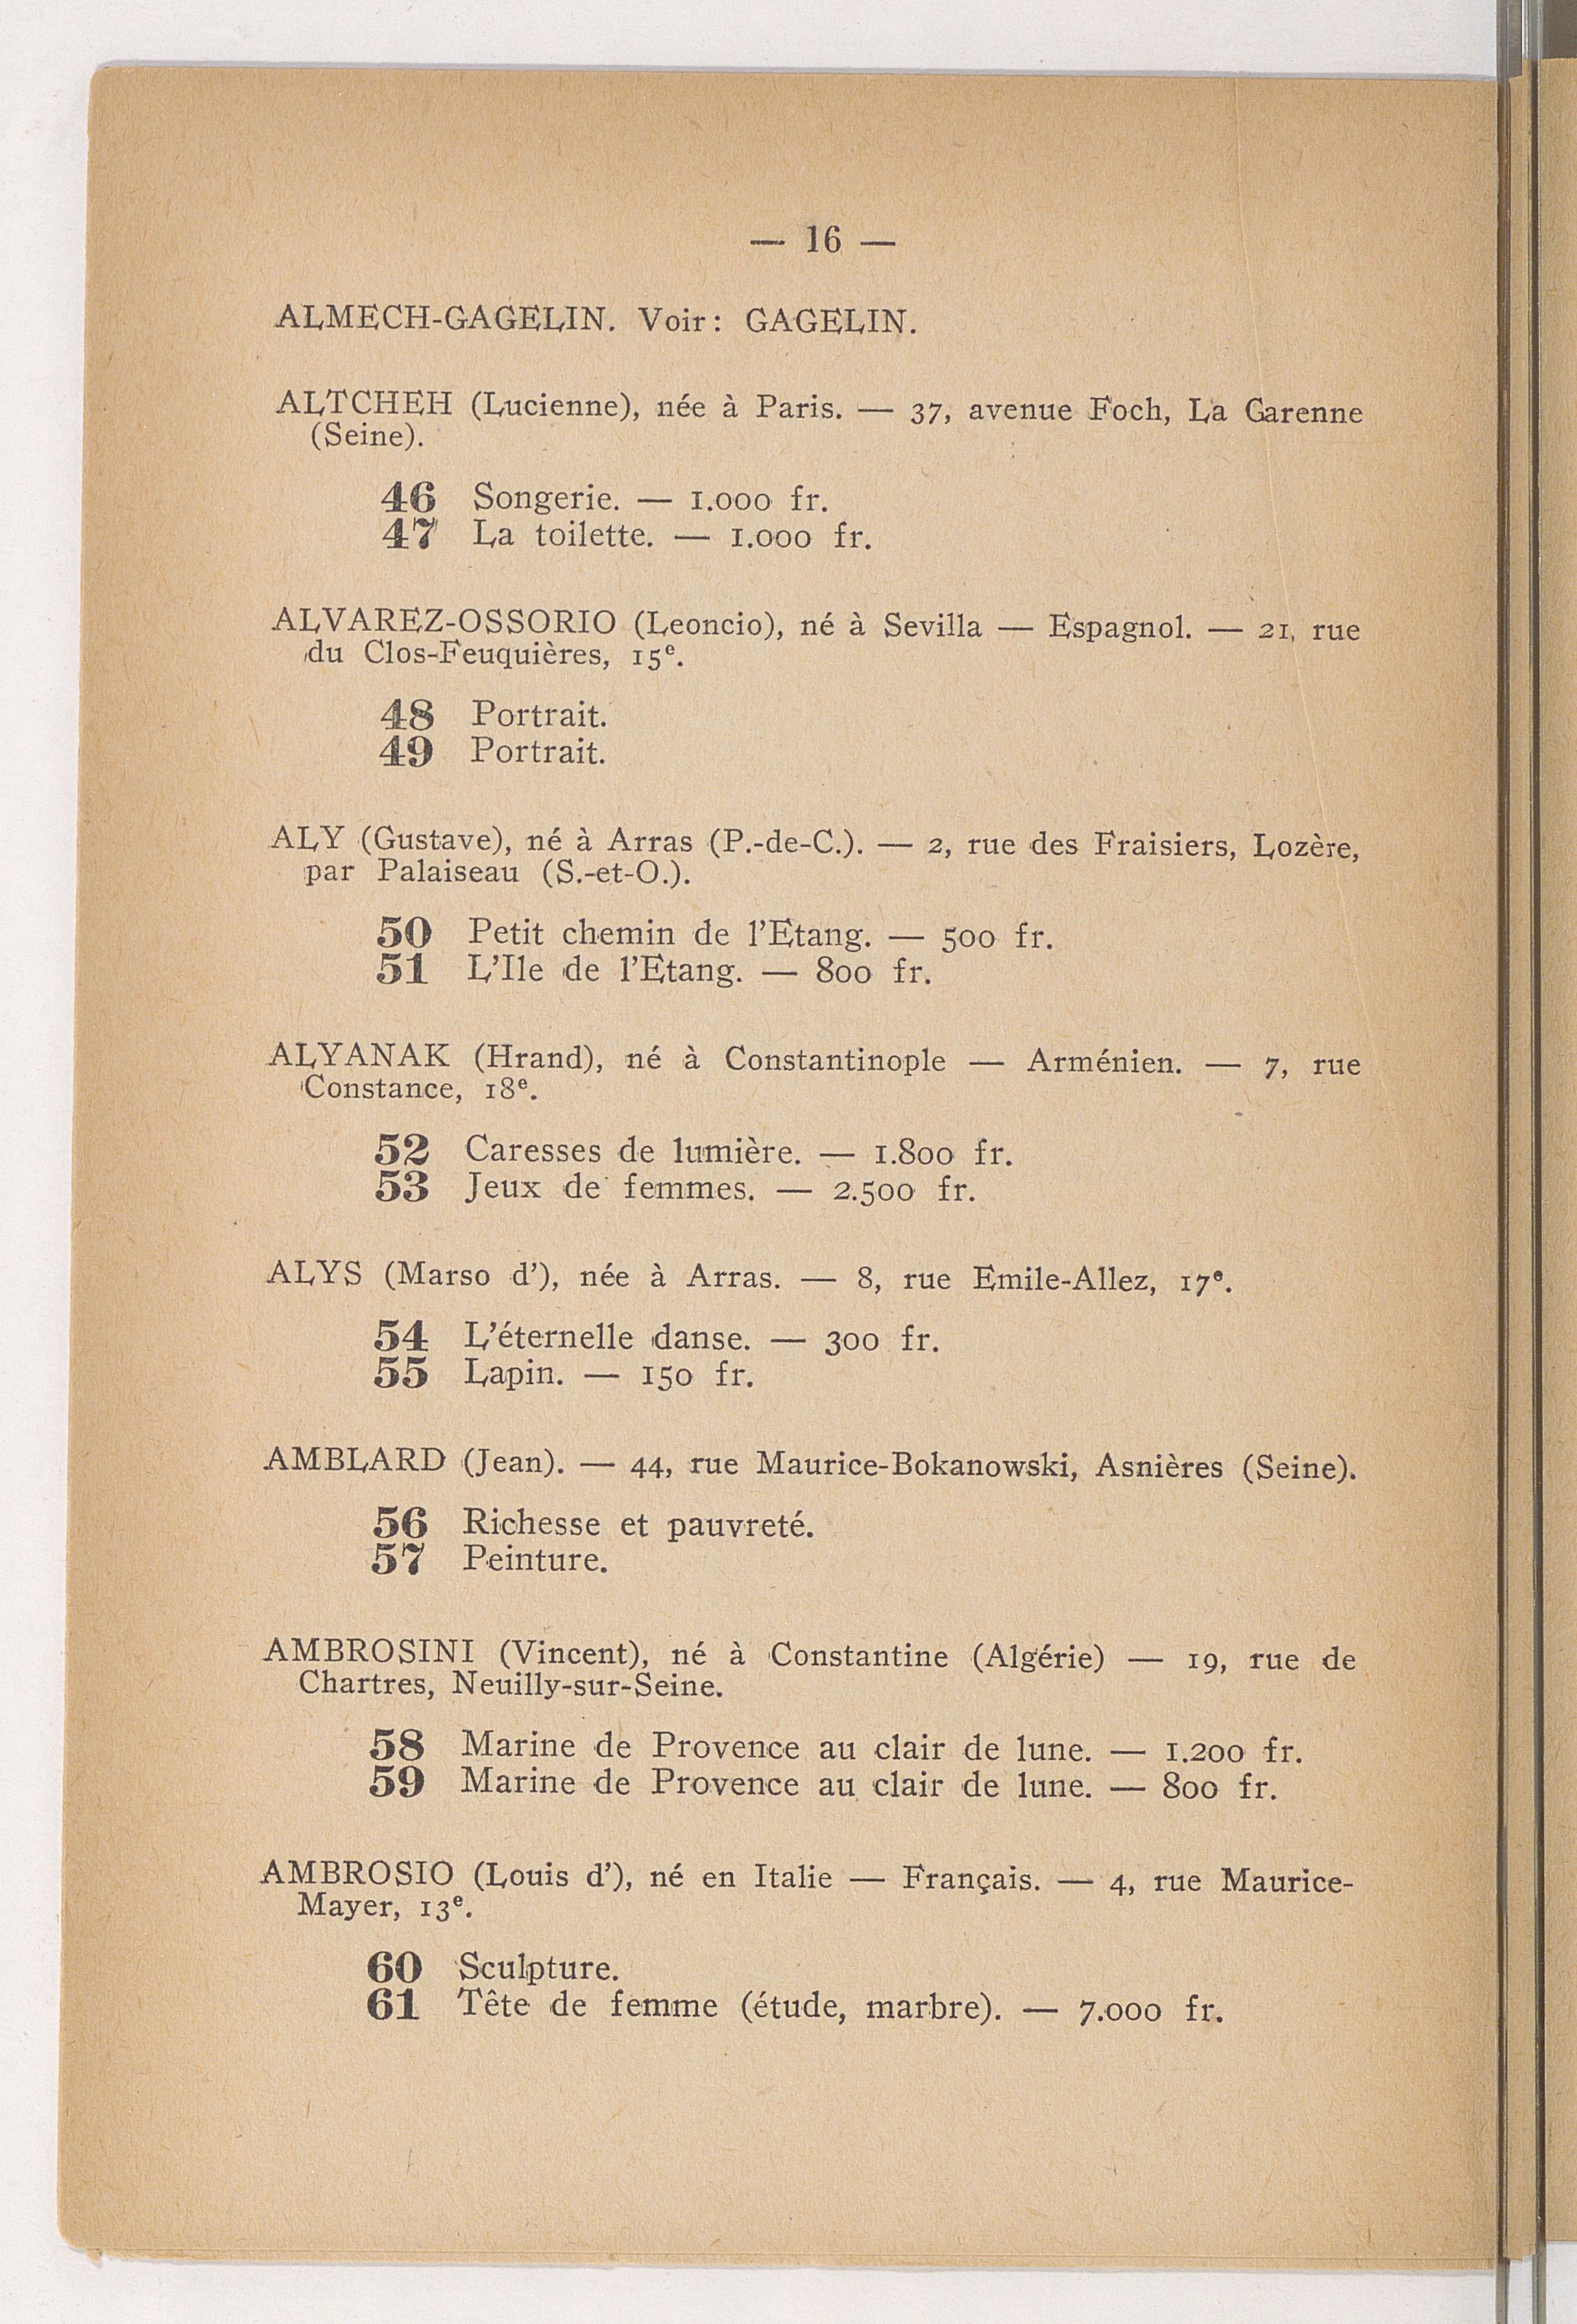 — 16 —
ALMECH-GAGELIN. Voir: GAGELIN.
ALTCHEH (Lucienne), née à Paris. — 37, avenue Foch, La Garenne
(Seine).
46 Songerie. — 1.000 fr.
47 La toilette. — 1.000 fr.
ALVAREZ-OSSORIO (Leoncio), né à Sevilla — Espagnol. — 21, rue
du Clos-Feuquières, 15e.
48 Portrait.
49 Portrait.
ALY (Gustave), né à Arras (P.-de-C.). — 2, rue des Fraisiers, Lozère,
par Palaiseau (S.-et-O.).
50 Petit chemin de l'Etang. — 500 fr.
51 L'Ile de l'Etang. — 800 fr.
ALYANAK (Hrand), né à Constantinople — Arménien. — 7, rue
Constance, 18e.
52 Caresses de lumière. — 1.800 fr.
53 Jeux de femmes. — 2.500 fr.
ALYS (Marso d'), née à Arras. — 8, rue Emile-Allez, 17e.
54 L'éternelle danse. — 300 fr.
55 Lapin. — 150 fr.
AMBLARD (Jean). — 44, rue Maurice-Bokanowski, Asnières (Seine).
56 Richesse et pauvreté.
57 Peinture.
AMBROSINI (Vincent), né à Constantine (Algérie) — 19, rue de
Chartres, Neuilly-sur-Seine.
58 Marine de Provence au clair de lune. — 1.200 fr.
59 Marine de Provence au clair de lune. — 800 fr.
AMBROSIO (Louis d'), né en Italie — Français. — 4, rue Maurice-
Mayer, 13e.
60 Sculpture.
61 Tête de femme (étude, marbre). — 7.000 fr.